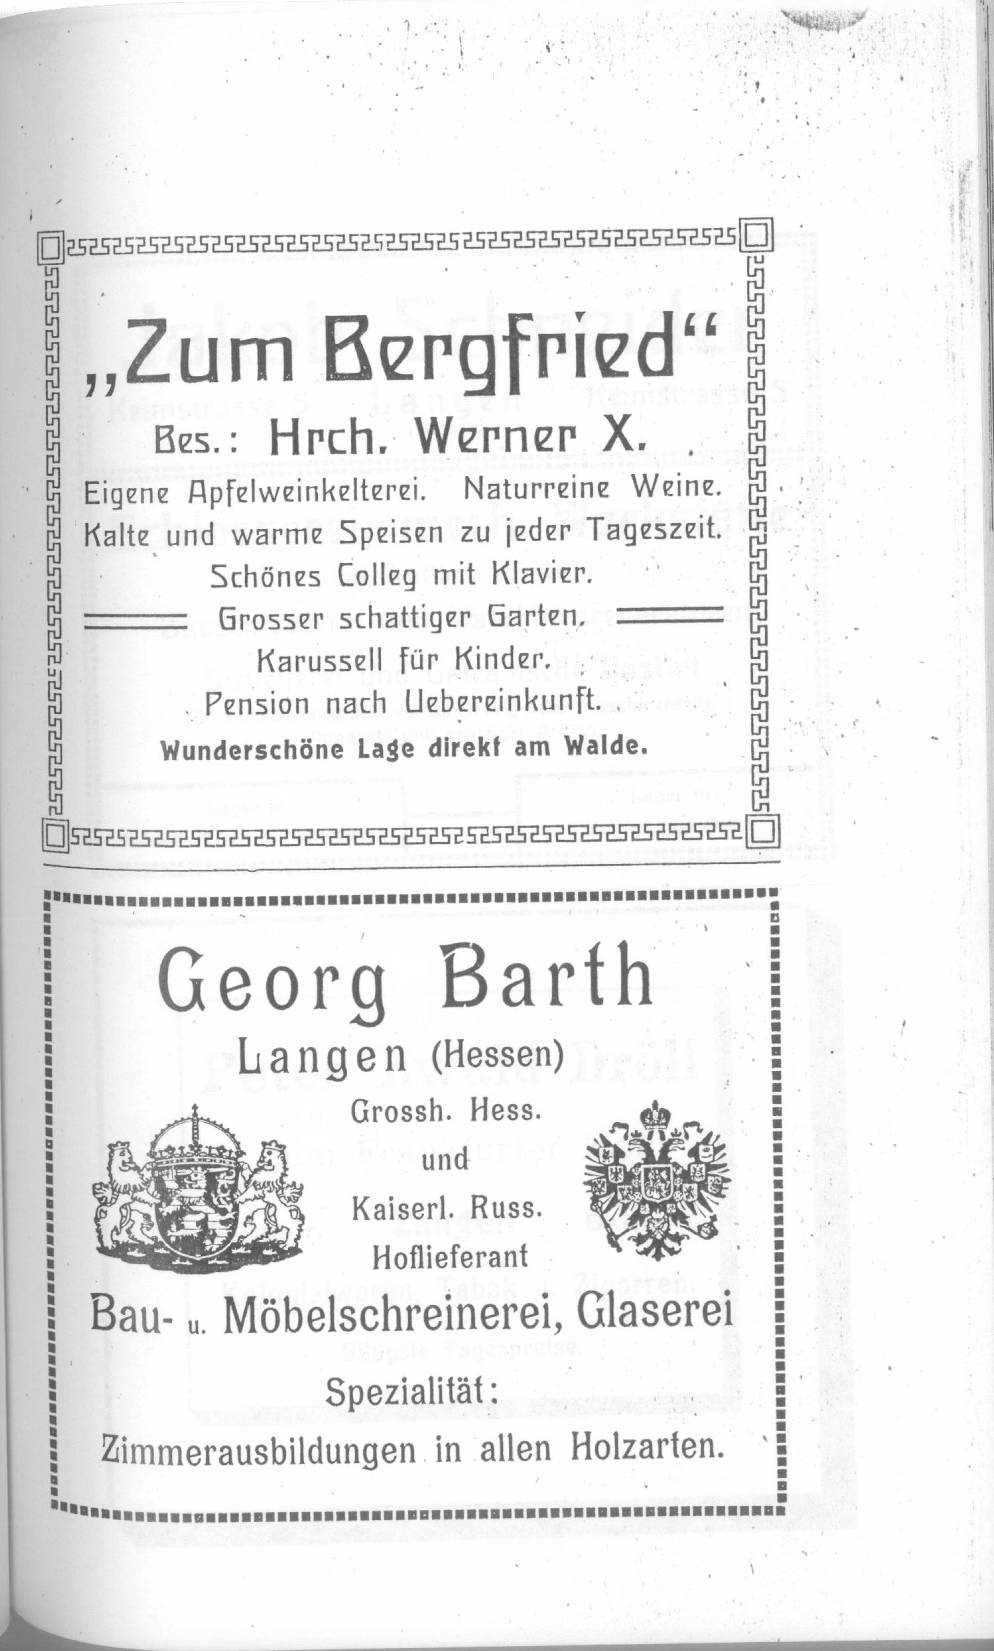 „Zum Bergfried“
Bes.: Hrch. Werner X.
Eigene Apfelweinkelterei. Naturreine Weine.
Kalte und warme Speisen zu jeder Tageszeit.
Schönes Colleg mit Klavier.
Grosser schattiger Garten.
Karussell für Kinder.
Pension nach Uebereinkunft.
Wunderschöne Lage direkt am Walde.
Georg Barth
Langen (Hessen)
Grossh. Hess.
und
Kaiserl. Russ.
Hoflieferant
Bau- u. Möbelschreinerei, Glaserei
Spezialität:
Zimmerausbildungen in allen Holzarten.